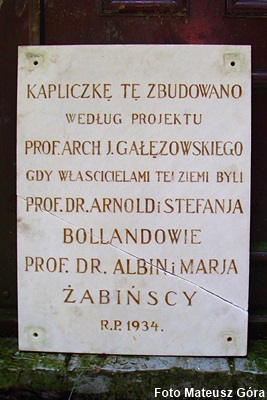 KAPLICZKĘ TĘ ZBUDOWANO
WEDŁUG PROJEKTU
PROF. ARCH J. GAŁĘZOWSKIEGO
GDY WŁAŚCICIELAMI TEJ ZIEMI BYLI
PROF. DR. ARNOLD i STEFANJA
BOLLANDOWIE
PROF. DR. ALBIN i MARJA
ŻABIŃSCY
R.P. 1934.
Foto Mateusz Góra